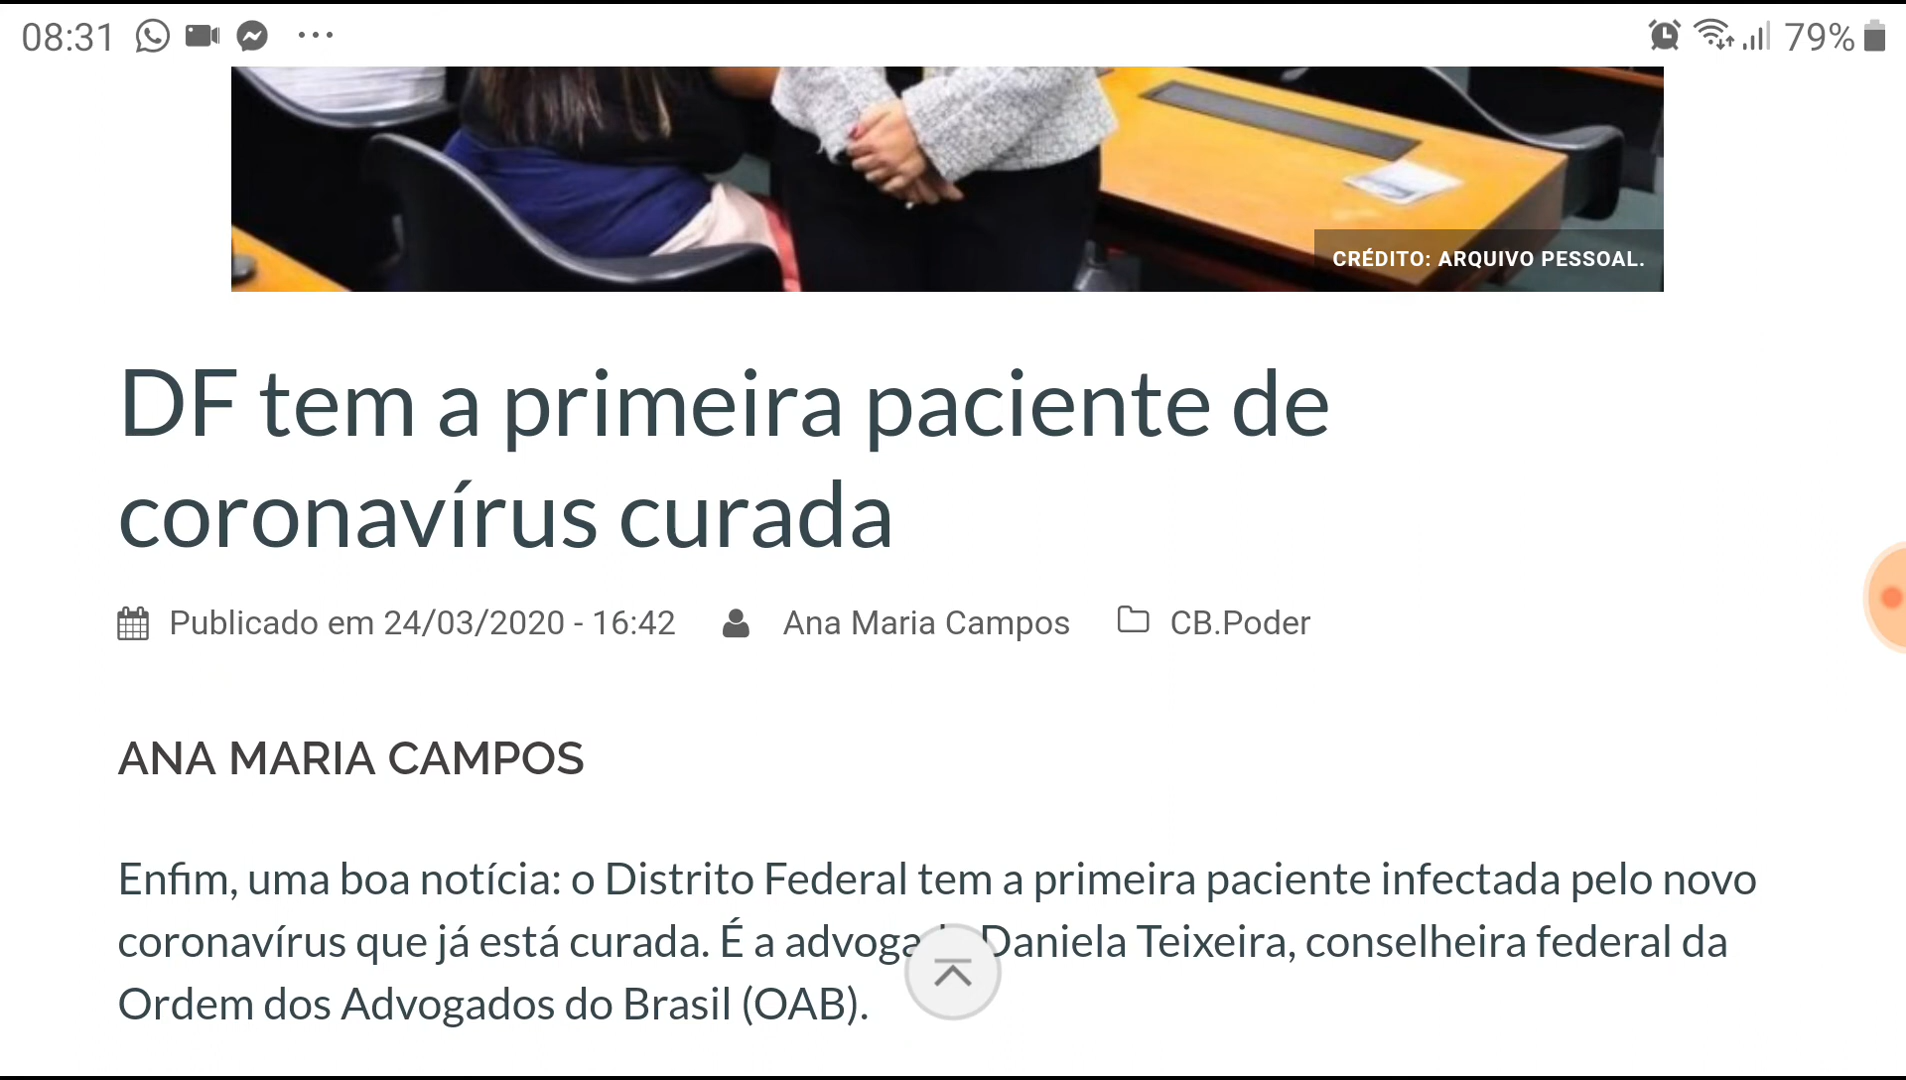 08:31
79%
CRÉDITO: ARQUIVO PESSOAL.
DF tem a primeira paciente de
coronavírus curada
Publicado em 24/03/2020 - 16:42 Ana Maria Campos CB.Poder
ANA MARIA CAMPOS
Enfim, uma boa notícia: o Distrito Federal tem a primeira paciente infectada pelo novo
coronavírus que já está curada. É a Daniela Teixeira, conselheira federal da
Ordem dos Advogados do Brasil (OAB).